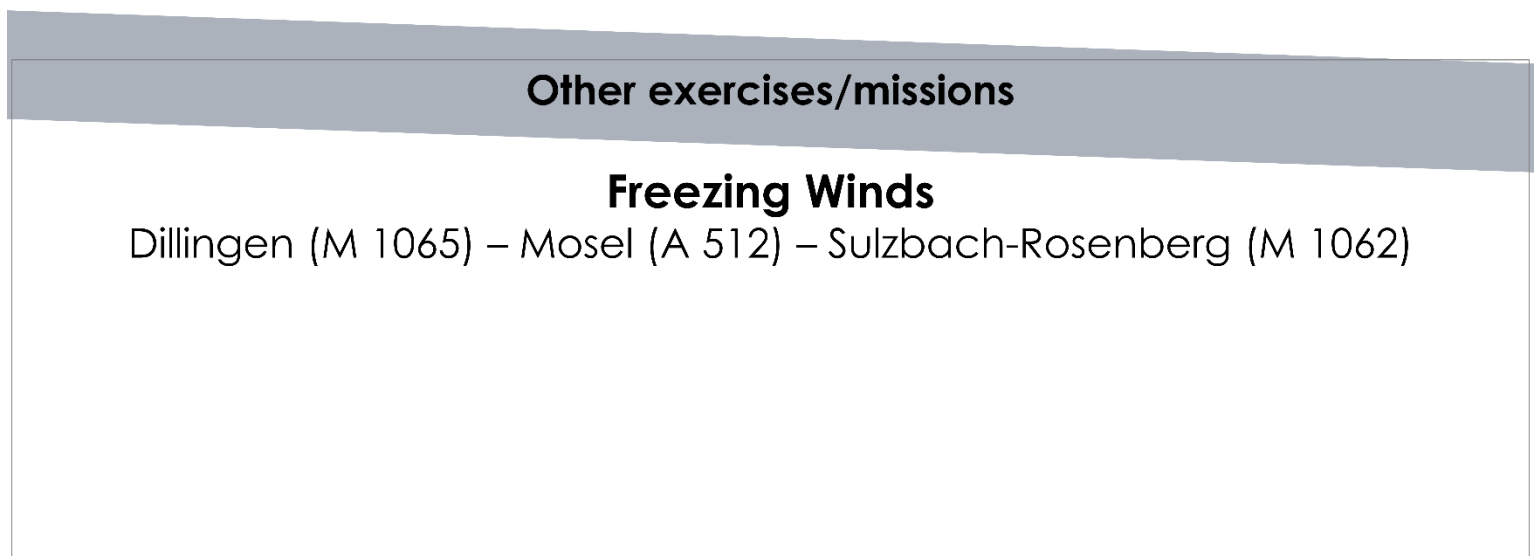 Other exercises/missions
Freezing Winds
Dillingen (M 1065) – Mosel (A 512) – Sulzbach-Rosenberg (M 1062)